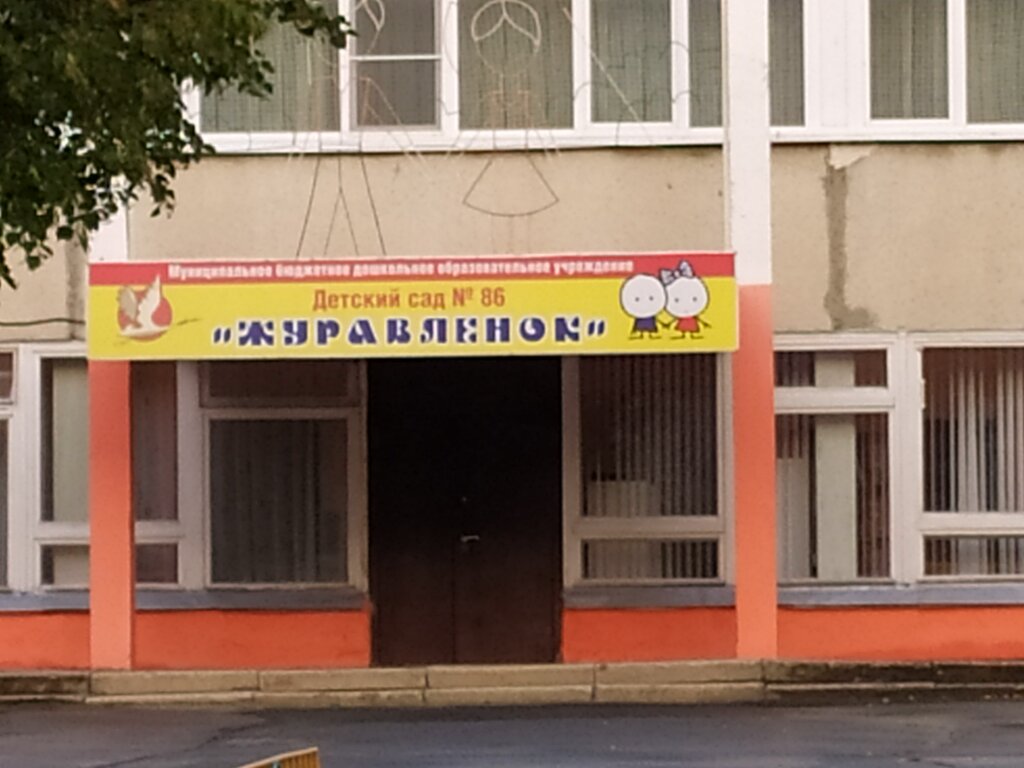 Муниципальное бюджетное дошкольное образовательное учреждение
Детский сад № 86
"ЖУРАВЛЕНОК"